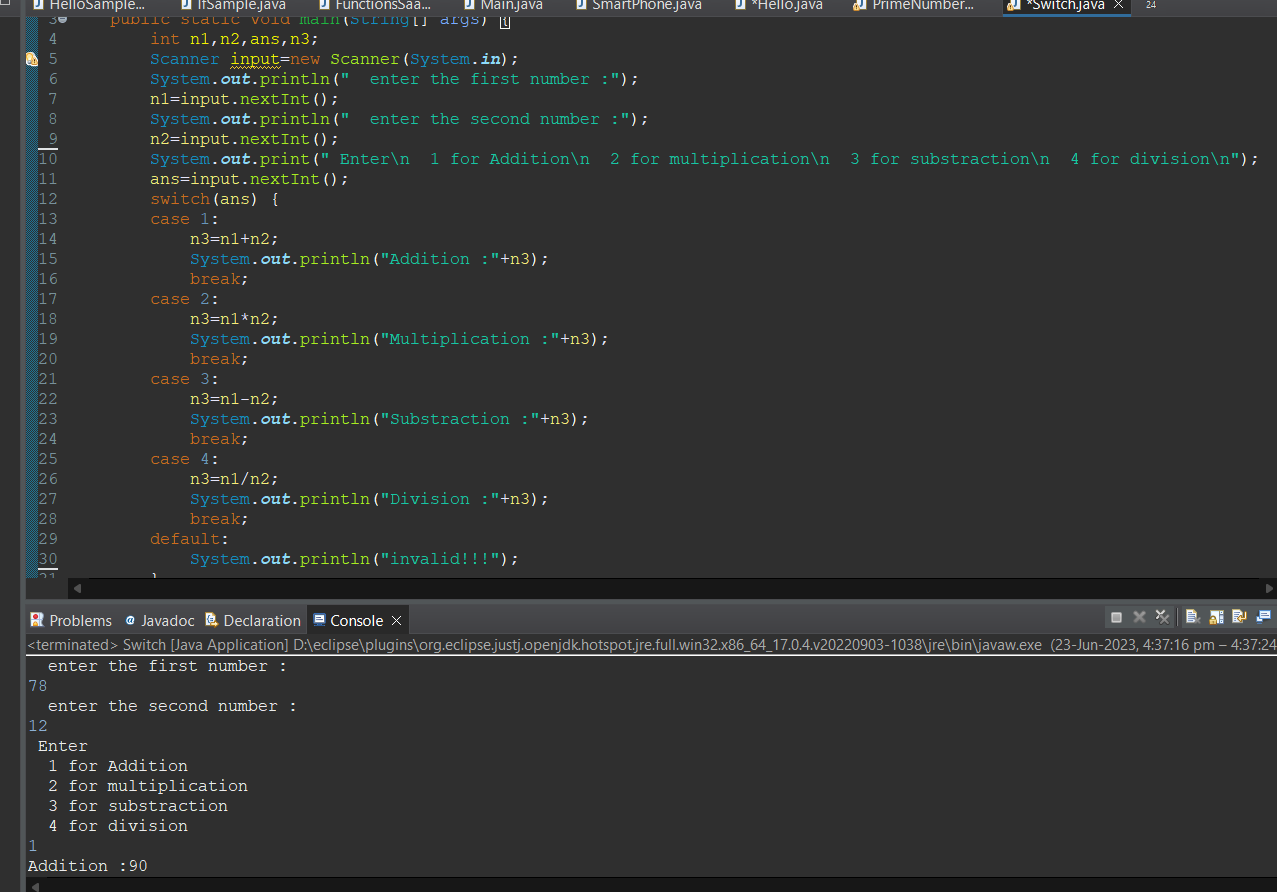 HelloSample... IfSample.java FunctionsSaa... Main.java SmartPhone.java *Hello.java PrimeNumber... *Switch.java 24
3 public static void main(String[] args) {
4 int n1,n2,ans,n3;
5 Scanner input=new Scanner(System.in);
6 System.out.println("  enter the first number :");
7 n1=input.nextInt();
8 System.out.println("  enter the second number :");
9 n2=input.nextInt();
10 System.out.print(" Enter\n  1 for Addition\n  2 for multiplication\n  3 for substraction\n  4 for division\n");
11 ans=input.nextInt();
12 switch(ans) {
13 case 1:
14 n3=n1+n2;
15 System.out.println("Addition :"+n3);
16 break;
17 case 2:
18 n3=n1*n2;
19 System.out.println("Multiplication :"+n3);
20 break;
21 case 3:
22 n3=n1-n2;
23 System.out.println("Substraction :"+n3);
24 break;
25 case 4:
26 n3=n1/n2;
27 System.out.println("Division :"+n3);
28 break;
29 default:
30 System.out.println("invalid!!!");
31 }
Problems @ Javadoc Declaration Console
<terminated> Switch [Java Application] D:\eclipse\plugins\org.eclipse.justj.openjdk.hotspot.jre.full.win32.x86_64_17.0.4.v20220903-1038\jre\bin\javaw.exe (23-Jun-2023, 4:37:16 pm – 4:37:24
enter the first number :
78
enter the second number :
12
Enter
1 for Addition
2 for multiplication
3 for substraction
4 for division
1
Addition :90